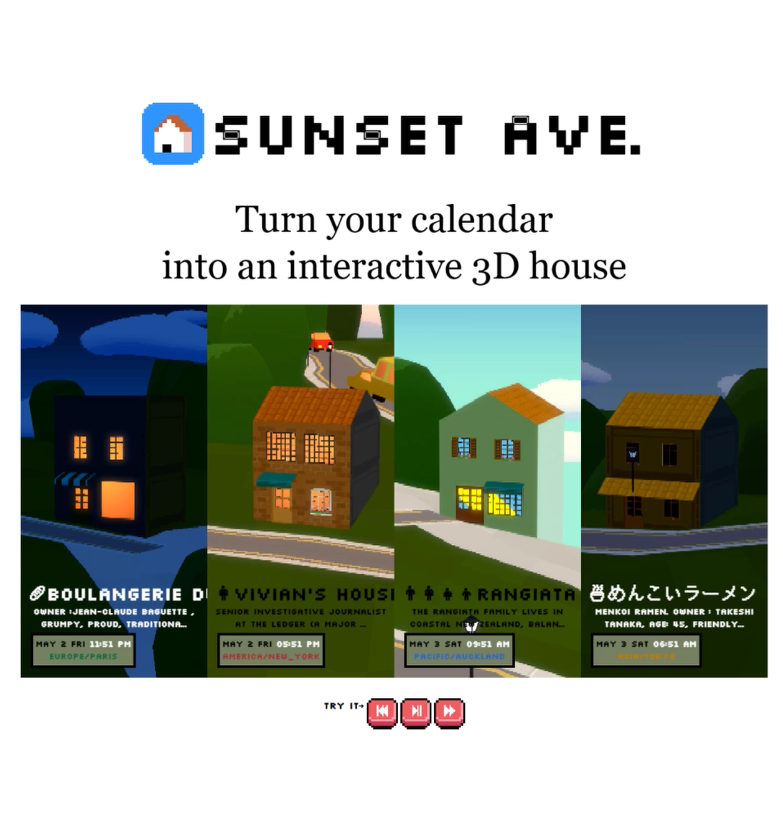 SUNSET AVE.
Turn your calendar
into an interactive 3D house
BOULANGERIE DU
OWNER :JEAN-CLAUDE BAGUETTE ,
GRUMPY, PROUD, TRADITIONA...
MAY 2 FRI 11:51 PM
EUROPE/PARIS
VIVIAN'S HOUSE
SENIOR INVESTIGATIVE JOURNALIST
AT THE LEDGER (A MAJOR ...
MAY 2 FRI 05:51 PM
AMERICA/NEW_YORK
RANGIATA
THE RANGIATA FAMILY LIVES IN
COASTAL NEW ZEALAND, BALAN...
MAY 3 SAT 09:51 AM
PACIFIC/AUCKLAND
めんこいラーメン
MENKOI RAMEN. OWNER : TAKESHI
TANAKA, AGE: 45, FRIENDLY...
MAY 3 SAT 06:51 AM
ASIA/TOKYO
TRY IT→